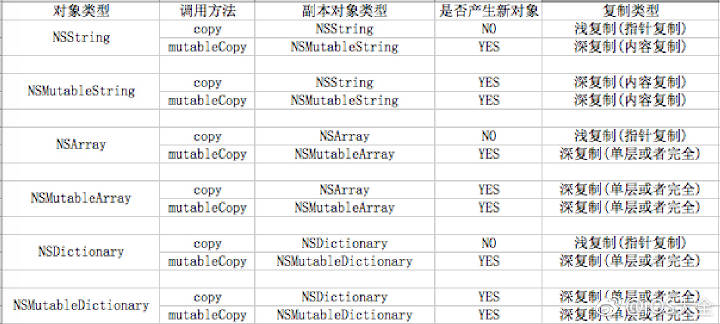 对象类型 调用方法 副本对象类型 是否产生新对象 复制类型
NSString copy NSString NO 浅复制(指针复制)
mutableCopy NSMutableString YES 深复制(内容复制)
NSMutableString copy NSString YES 深复制(内容复制)
mutableCopy NSMutableString YES 深复制(内容复制)
NSArray copy NSArray NO 浅复制(指针复制)
mutableCopy NSMutableArray YES 深复制(单层或者完全)
NSMutableArray copy NSArray YES 深复制(单层或者完全)
mutableCopy NSMutableArray YES 深复制(单层或者完全)
NSDictionary copy NSDictionary NO 浅复制(指针复制)
mutableCopy NSMutableDictionary YES 深复制(单层或者完全)
NSMutableDictionary copy NSDictionary YES 深复制(单层或者完全)
mutableCopy NSMutableDictionary YES 深复制(单层或者完全)